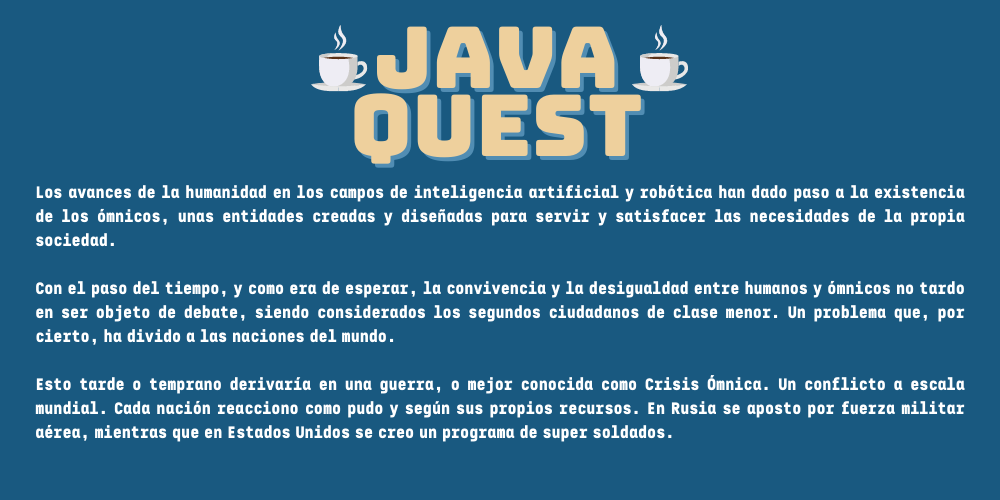 JAVA
QUEST
Los avances de la humanidad en los campos de inteligencia artificial y robótica han dado paso a la existencia
de los ómnicos, unas entidades creadas y diseñadas para servir y satisfacer las necesidades de la propia
sociedad.
Con el paso del tiempo, y como era de esperar, la convivencia y la desigualdad entre humanos y ómnicos no tardo
en ser objeto de debate, siendo considerados los segundos ciudadanos de clase menor. Un problema que, por
cierto, ha divido a las naciones del mundo.
Esto tarde o temprano derivaría en una guerra, o mejor conocida como Crisis Ómnica. Un conflicto a escala
mundial. Cada nación reacciono como pudo y según sus propios recursos. En Rusia se aposto por fuerza militar
aérea, mientras que en Estados Unidos se creo un programa de super soldados.